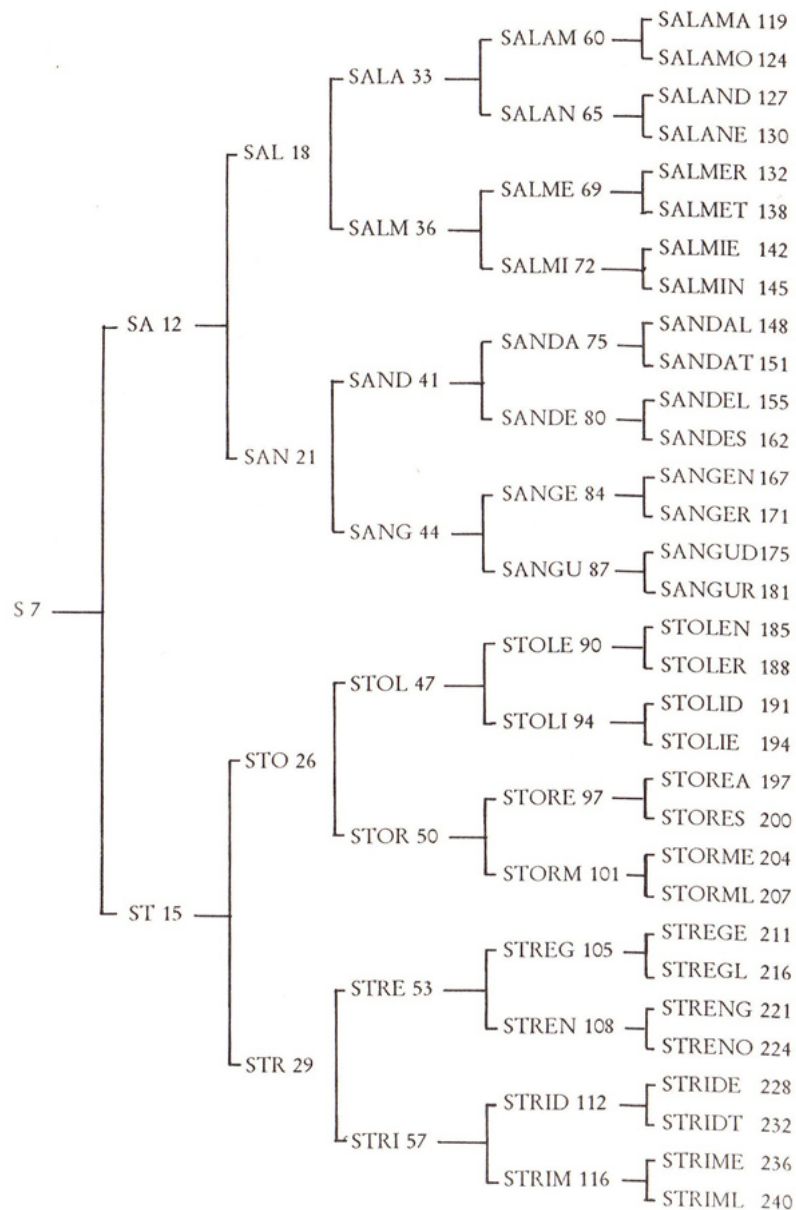 SALAMA 119
SALAM 60
SALAMO 124
SALA 33
SALAND 127
SALAN 65
SALANE 130
SAL 18
SALMER 132
SALME 69
SALMET 138
SALM 36
SALMIE 142
SALMI 72
SALMIN 145
SA 12
SANDAL 148
SANDA 75
SANDAT 151
SAND 41
SANDEL 155
SANDE 80
SANDES 162
SAN 21
SANGEN 167
SANGE 84
SANGER 171
SANG 44
SANGUD 175
SANGU 87
SANGUR 181
S 7
STOLEN 185
STOLE 90
STOLER 188
STOL 47
STOLID 191
STOLI 94
STOLIE 194
STO 26
STOREA 197
STORE 97
STORES 200
STOR 50
STORME 204
STORM 101
STORML 207
ST 15
STREGE 211
STREG 105
STREGL 216
STRE 53
STRENG 221
STREN 108
STRENO 224
STR 29
STRIDE 228
STRID 112
STRIDT 232
STRI 57
STRIME 236
STRIM 116
STRIML 240